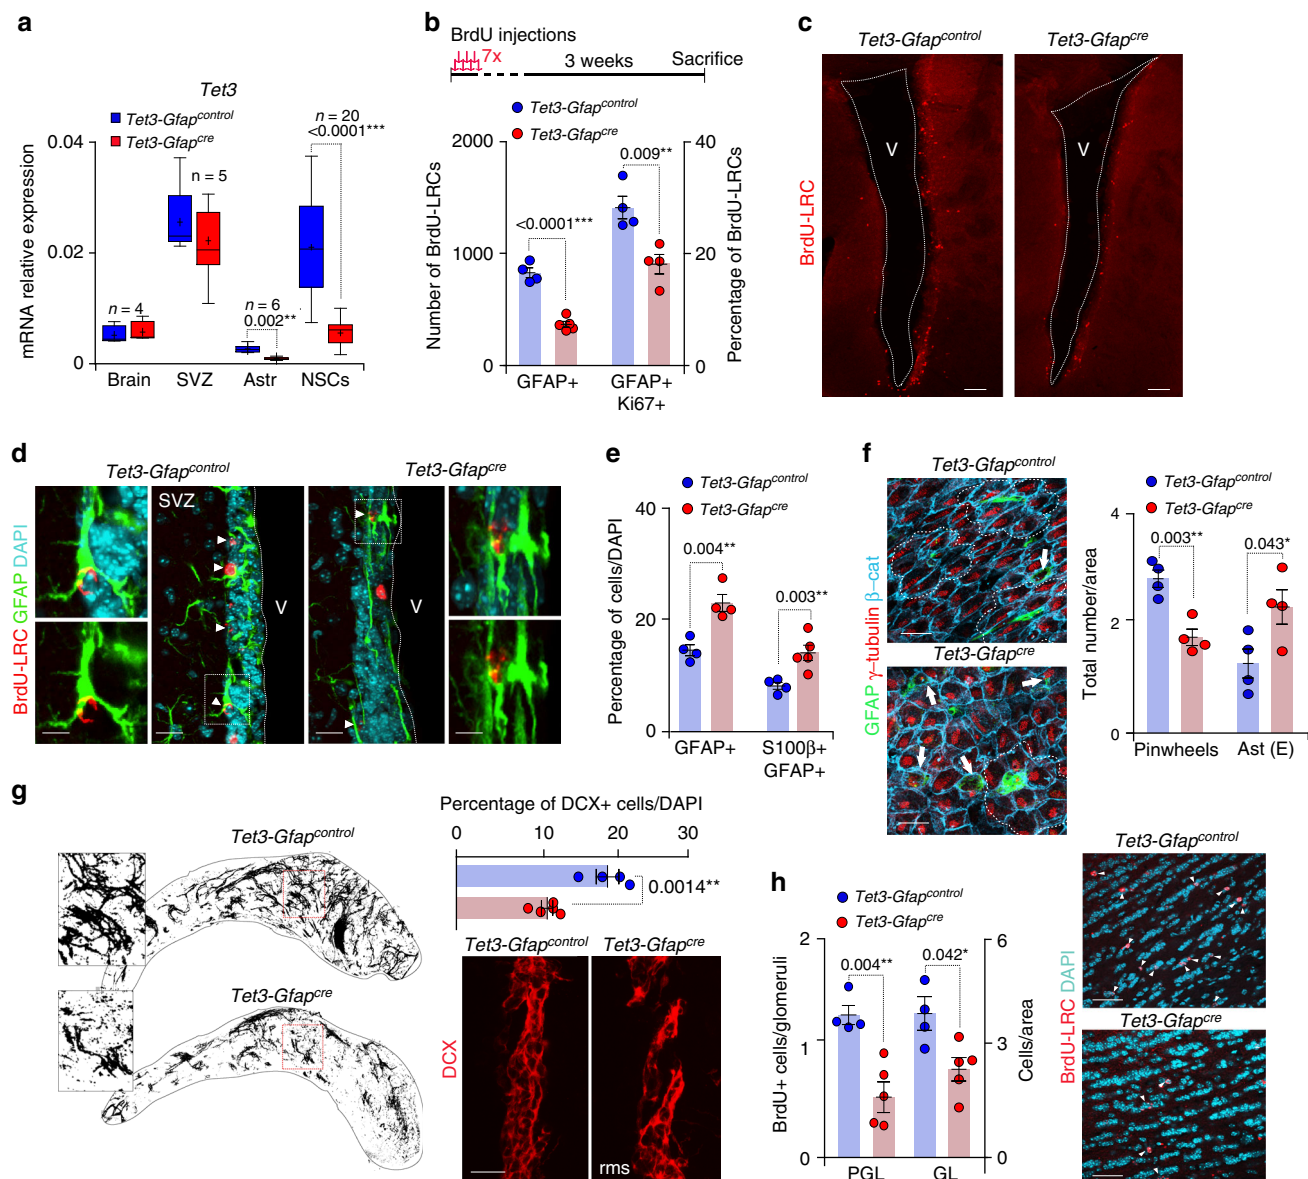 a
Tet3
Tet3-Gfapcontrol
Tet3-Gfapcre
mRNA relative expression
0.04
0.02
0
n = 4
n = 5
n = 6
0.002**
n = 20
<0.0001***
Brain
SVZ
Astr
NSCs
b
BrdU injections
7x
3 weeks
Sacrifice
Tet3-Gfapcontrol
Tet3-Gfapcre
Number of BrdU-LRCs
2000
1000
0
<0.0001***
0.009**
40
20
0
Percentage of BrdU-LRCs
GFAP+
GFAP+
Ki67+
c
Tet3-Gfapcontrol
Tet3-Gfapcre
BrdU-LRC
V
V
d
Tet3-Gfapcontrol
Tet3-Gfapcre
BrdU-LRC GFAP DAPI
SVZ
V
V
e
Tet3-Gfapcontrol
Tet3-Gfapcre
Percentage of cells/DAPI
40
20
0
0.004**
0.003**
GFAP+
S100β+
GFAP+
f
Tet3-Gfapcontrol
Tet3-Gfapcre
GFAP γ-tubulin β-cat
Tet3-Gfapcontrol
Tet3-Gfapcre
Total number/area
4
2
0
0.003**
0.043*
Pinwheels
Ast (E)
g
Tet3-Gfapcontrol
Tet3-Gfapcre
Percentage of DCX+ cells/DAPI
0
10
20
30
0.0014**
Tet3-Gfapcontrol
Tet3-Gfapcre
DCX
rms
h
Tet3-Gfapcontrol
Tet3-Gfapcre
BrdU+ cells/glomeruli
2
1
0
0.004**
0.042*
6
3
0
Cells/area
PGL
GL
Tet3-Gfapcontrol
Tet3-Gfapcre
BrdU-LRC DAPI